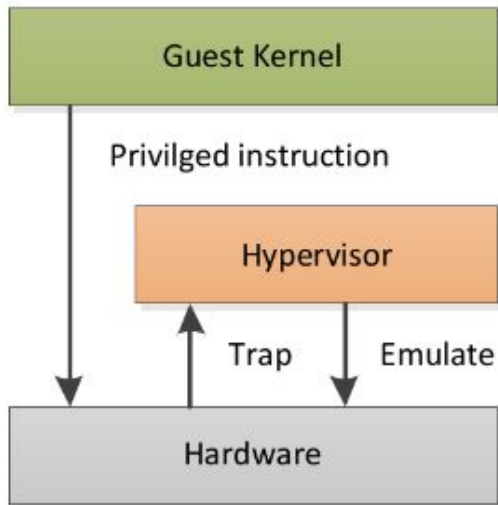 Guest Kernel
Privilged instruction
Hypervisor
Trap
Emulate
Hardware